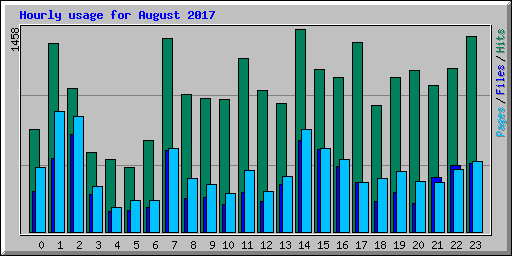 Hourly usage for August 2017
1458
Pages/Files/Hits
0 1 2 3 4 5 6 7 8 9 10 11 12 13 14 15 16 17 18 19 20 21 22 23